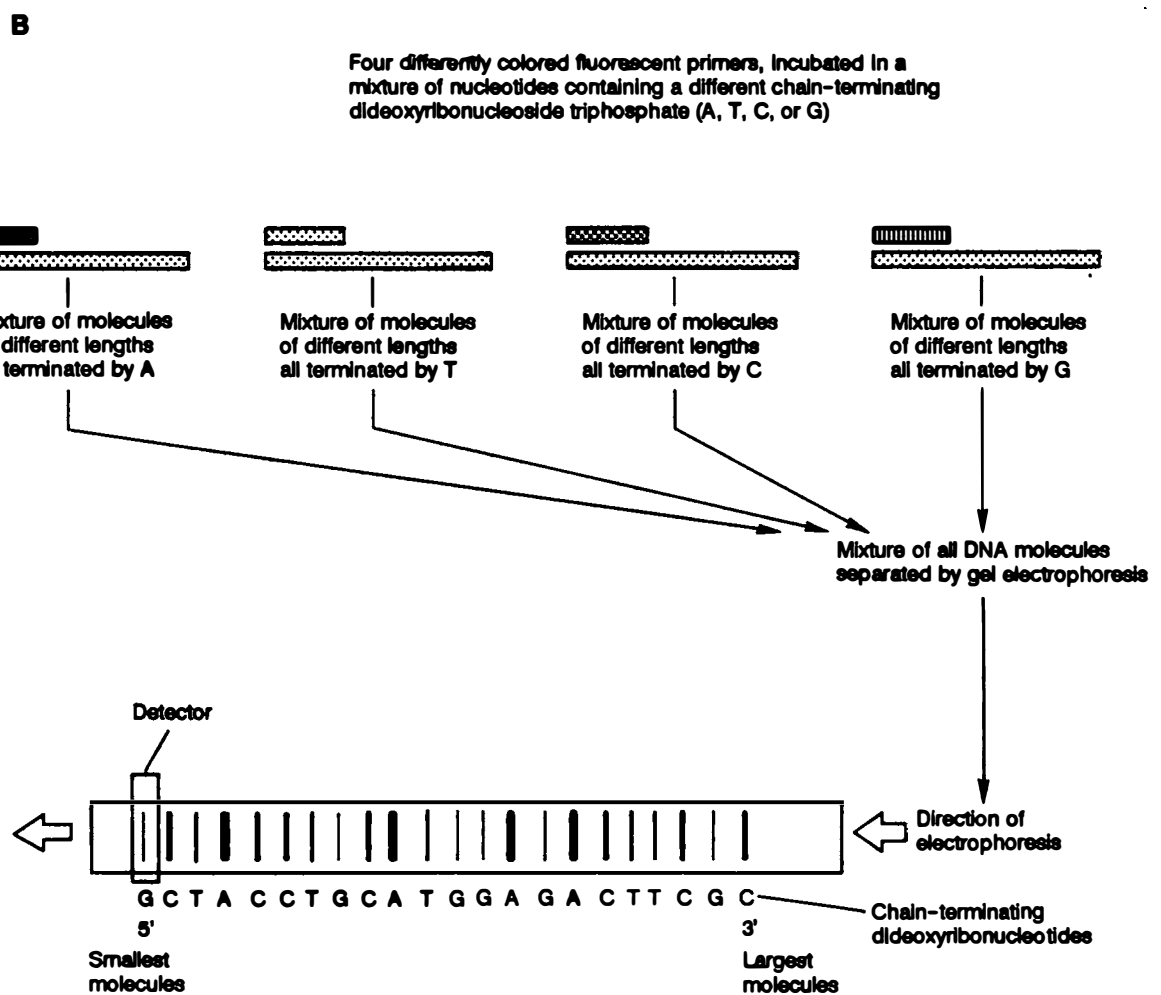 B
Four differently colored fluorescent primers, incubated in a
mixture of nucleotides containing a different chain-terminating
dideoxyribonucleoside triphosphate (A, T, C, or G)
xture of molecules
different lengths
terminated by A
Mixture of molecules
of different lengths
all terminated by T
Mixture of molecules
of different lengths
all terminated by C
Mixture of molecules
of different lengths
all terminated by G
Mixture of all DNA molecules
separated by gel electrophoresis
Detector
Direction of
electrophoresis
G C T A C C T G C A T G G A G A C T T C G C
5'
3'
Chain-terminating
dideoxyribonucleotides
Smallest
molecules
Largest
molecules